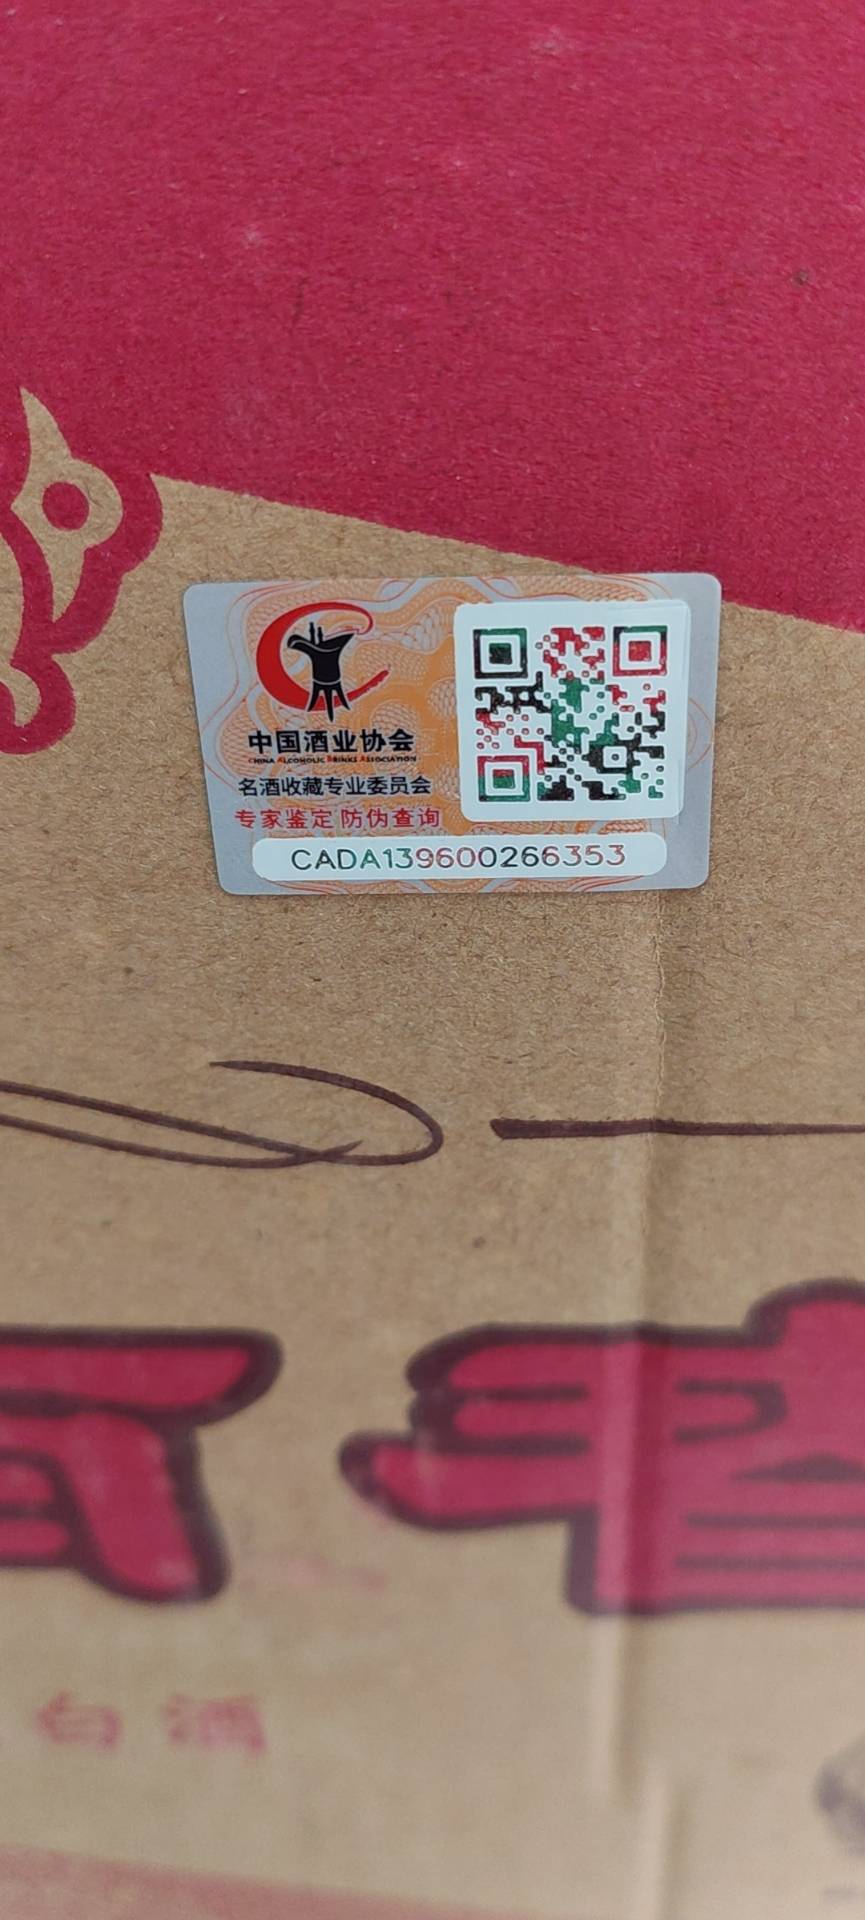 中国酒业协会
CHINA ALCOHOLIC DRINKS ASSOCIATION
名酒收藏专业委员会
专家鉴定 防伪查询
CADA139600266353
白酒